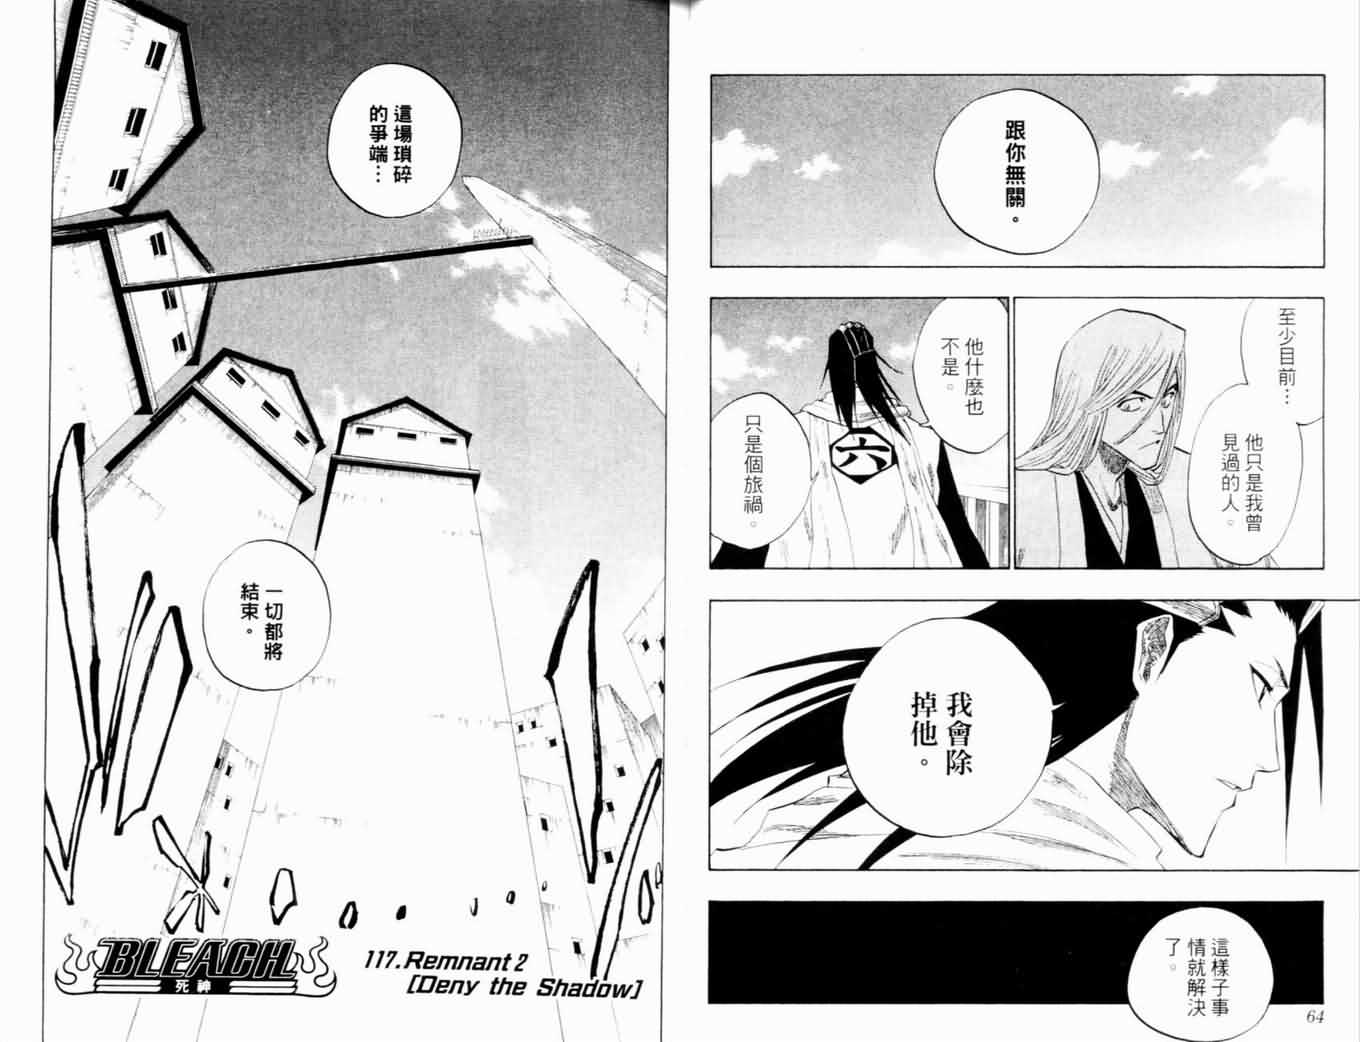 跟你無關。
至少目前…
他只是我曾
見過的人。
他什麼也
不是。
只是個旅禍。
我會除
掉他。
這樣子事
情就解決
了。
64
這場瑣碎
的爭端…
一切都將
結束。
BLEACH
死神
117. Remnant 2
[Deny the Shadow]
六